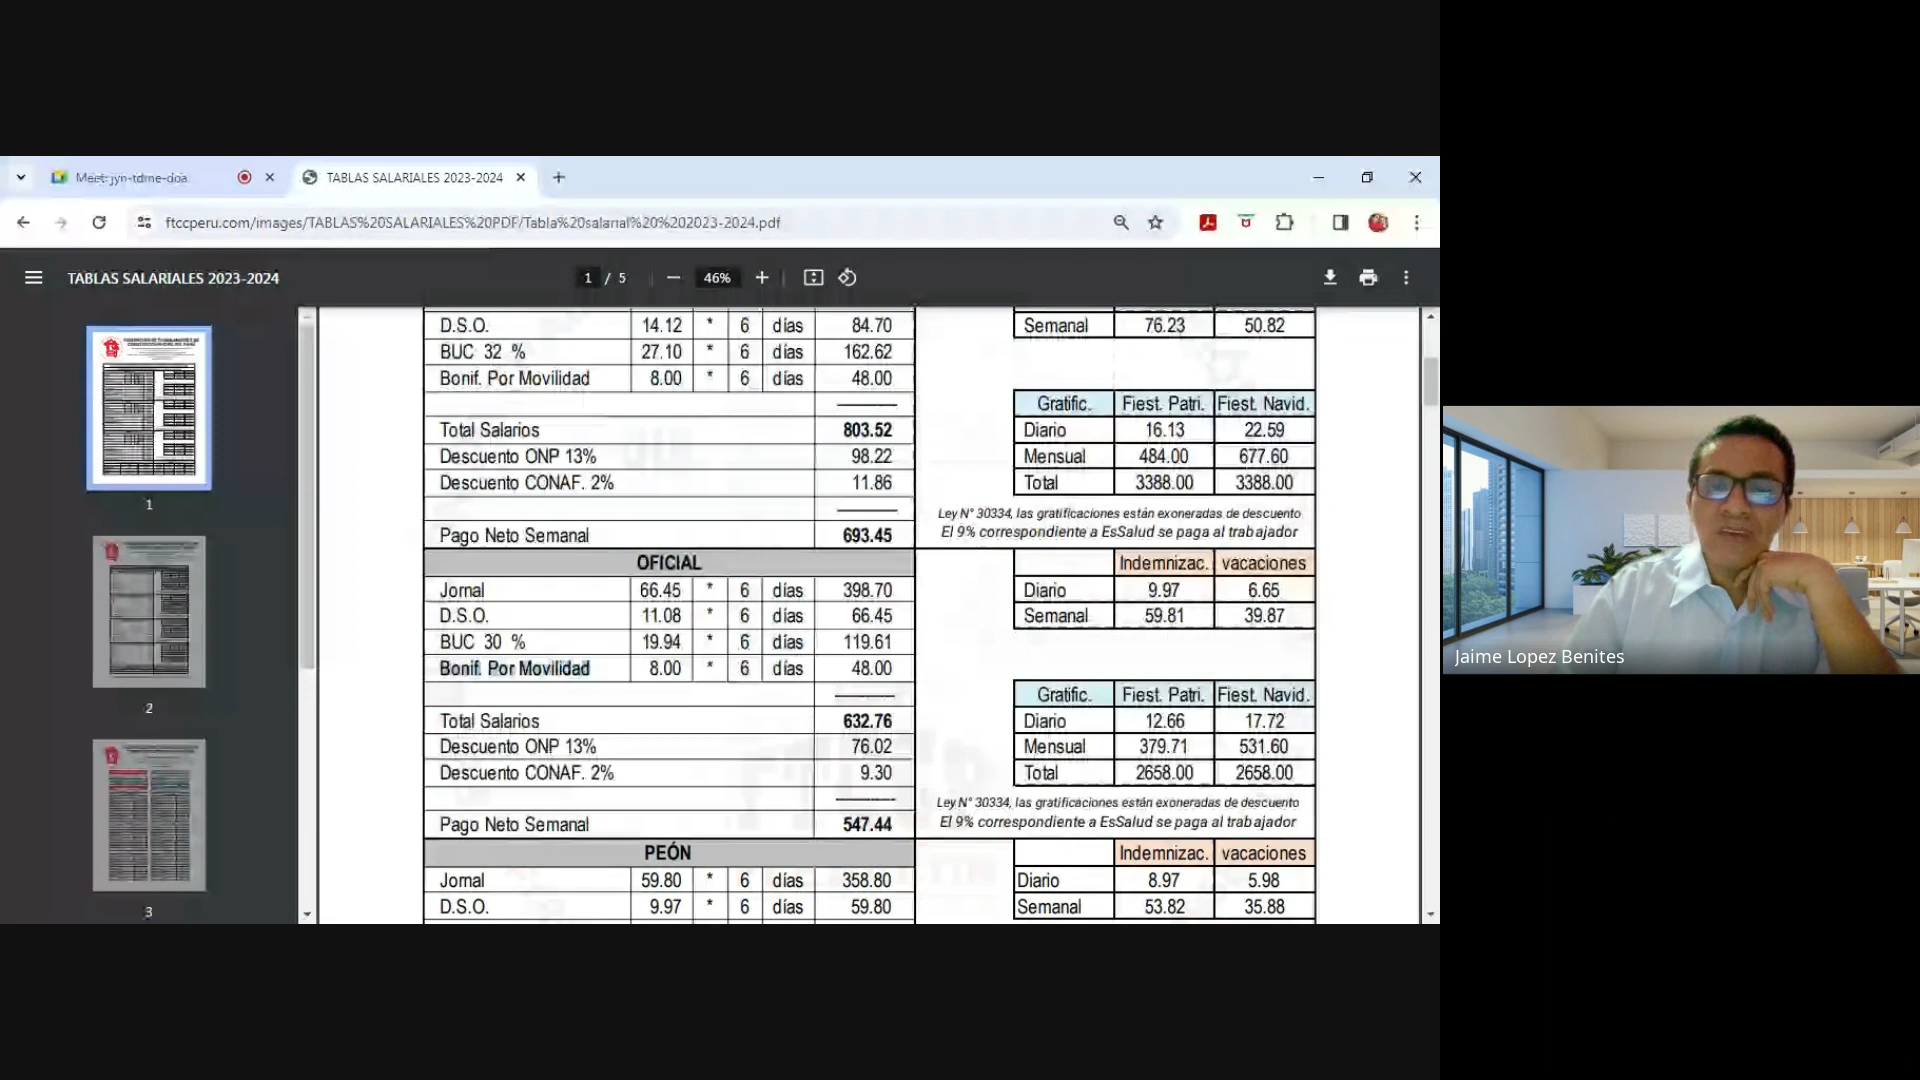 Meet: jyn-tdme-doa
TABLAS SALARIALES 2023-2024
ftccperu.com/images/TABLAS%20SALARIALES%20PDF/Tabla%20salarial%20%202023-2024.pdf
TABLAS SALARIALES 2023-2024
1 / 5
46%
1
2
3
D.S.O. 14.12 * 6 días 84.70
BUC 32 % 27.10 * 6 días 162.62
Bonif. Por Movilidad 8.00 * 6 días 48.00
Total Salarios 803.52
Descuento ONP 13% 98.22
Descuento CONAF. 2% 11.86
Pago Neto Semanal 693.45
Semanal 76.23 50.82
Gratific. Fiest. Patri. Fiest. Navid.
Diario 16.13 22.59
Mensual 484.00 677.60
Total 3388.00 3388.00
Ley N° 30334, las gratificaciones están exoneradas de descuento
El 9% correspondiente a EsSalud se paga al trabajador
OFICIAL
Jornal 66.45 * 6 días 398.70
D.S.O. 11.08 * 6 días 66.45
BUC 30 % 19.94 * 6 días 119.61
Bonif. Por Movilidad 8.00 * 6 días 48.00
Total Salarios 632.76
Descuento ONP 13% 76.02
Descuento CONAF. 2% 9.30
Pago Neto Semanal 547.44
Indemnizac. vacaciones
Diario 9.97 6.65
Semanal 59.81 39.87
Gratific. Fiest. Patri. Fiest. Navid.
Diario 12.66 17.72
Mensual 379.71 531.60
Total 2658.00 2658.00
Ley N° 30334, las gratificaciones están exoneradas de descuento
El 9% correspondiente a EsSalud se paga al trabajador
PEÓN
Jornal 59.80 * 6 días 358.80
D.S.O. 9.97 * 6 días 59.80
Indemnizac. vacaciones
Diario 8.97 5.98
Semanal 53.82 35.88
Jaime Lopez Benites